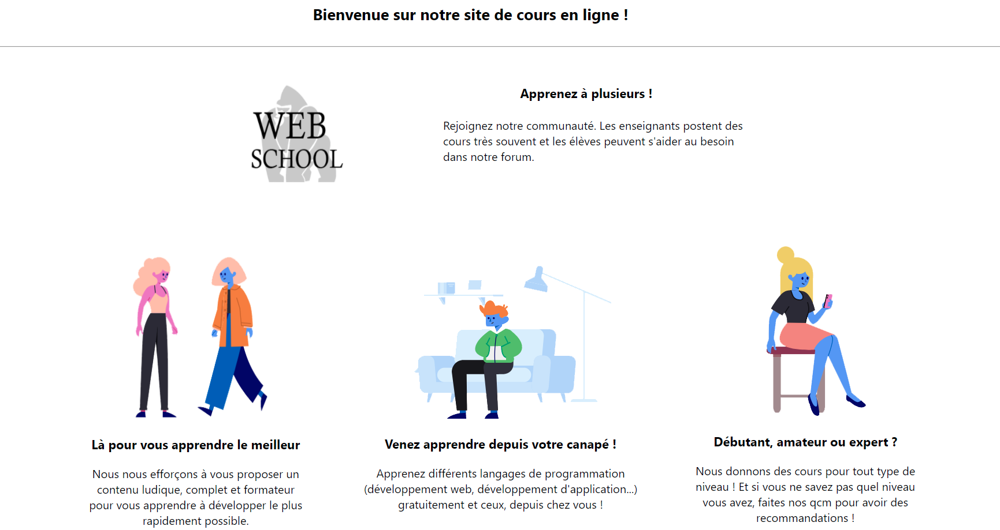 Bienvenue sur notre site de cours en ligne !
WEB
SCHOOL
Apprenez à plusieurs !
Rejoignez notre communauté. Les enseignants postent des
cours très souvent et les élèves peuvent s'aider au besoin
dans notre forum.
Là pour vous apprendre le meilleur
Nous nous efforçons à vous proposer un
contenu ludique, complet et formateur
pour vous apprendre à développer le plus
rapidement possible.
Venez apprendre depuis votre canapé !
Apprenez différents langages de programmation
(développement web, développement d'application...)
gratuitement et ceux, depuis chez vous !
Débutant, amateur ou expert ?
Nous donnons des cours pour tout type de
niveau ! Et si vous ne savez pas quel niveau
vous avez, faites nos qcm pour avoir des
recommandations !